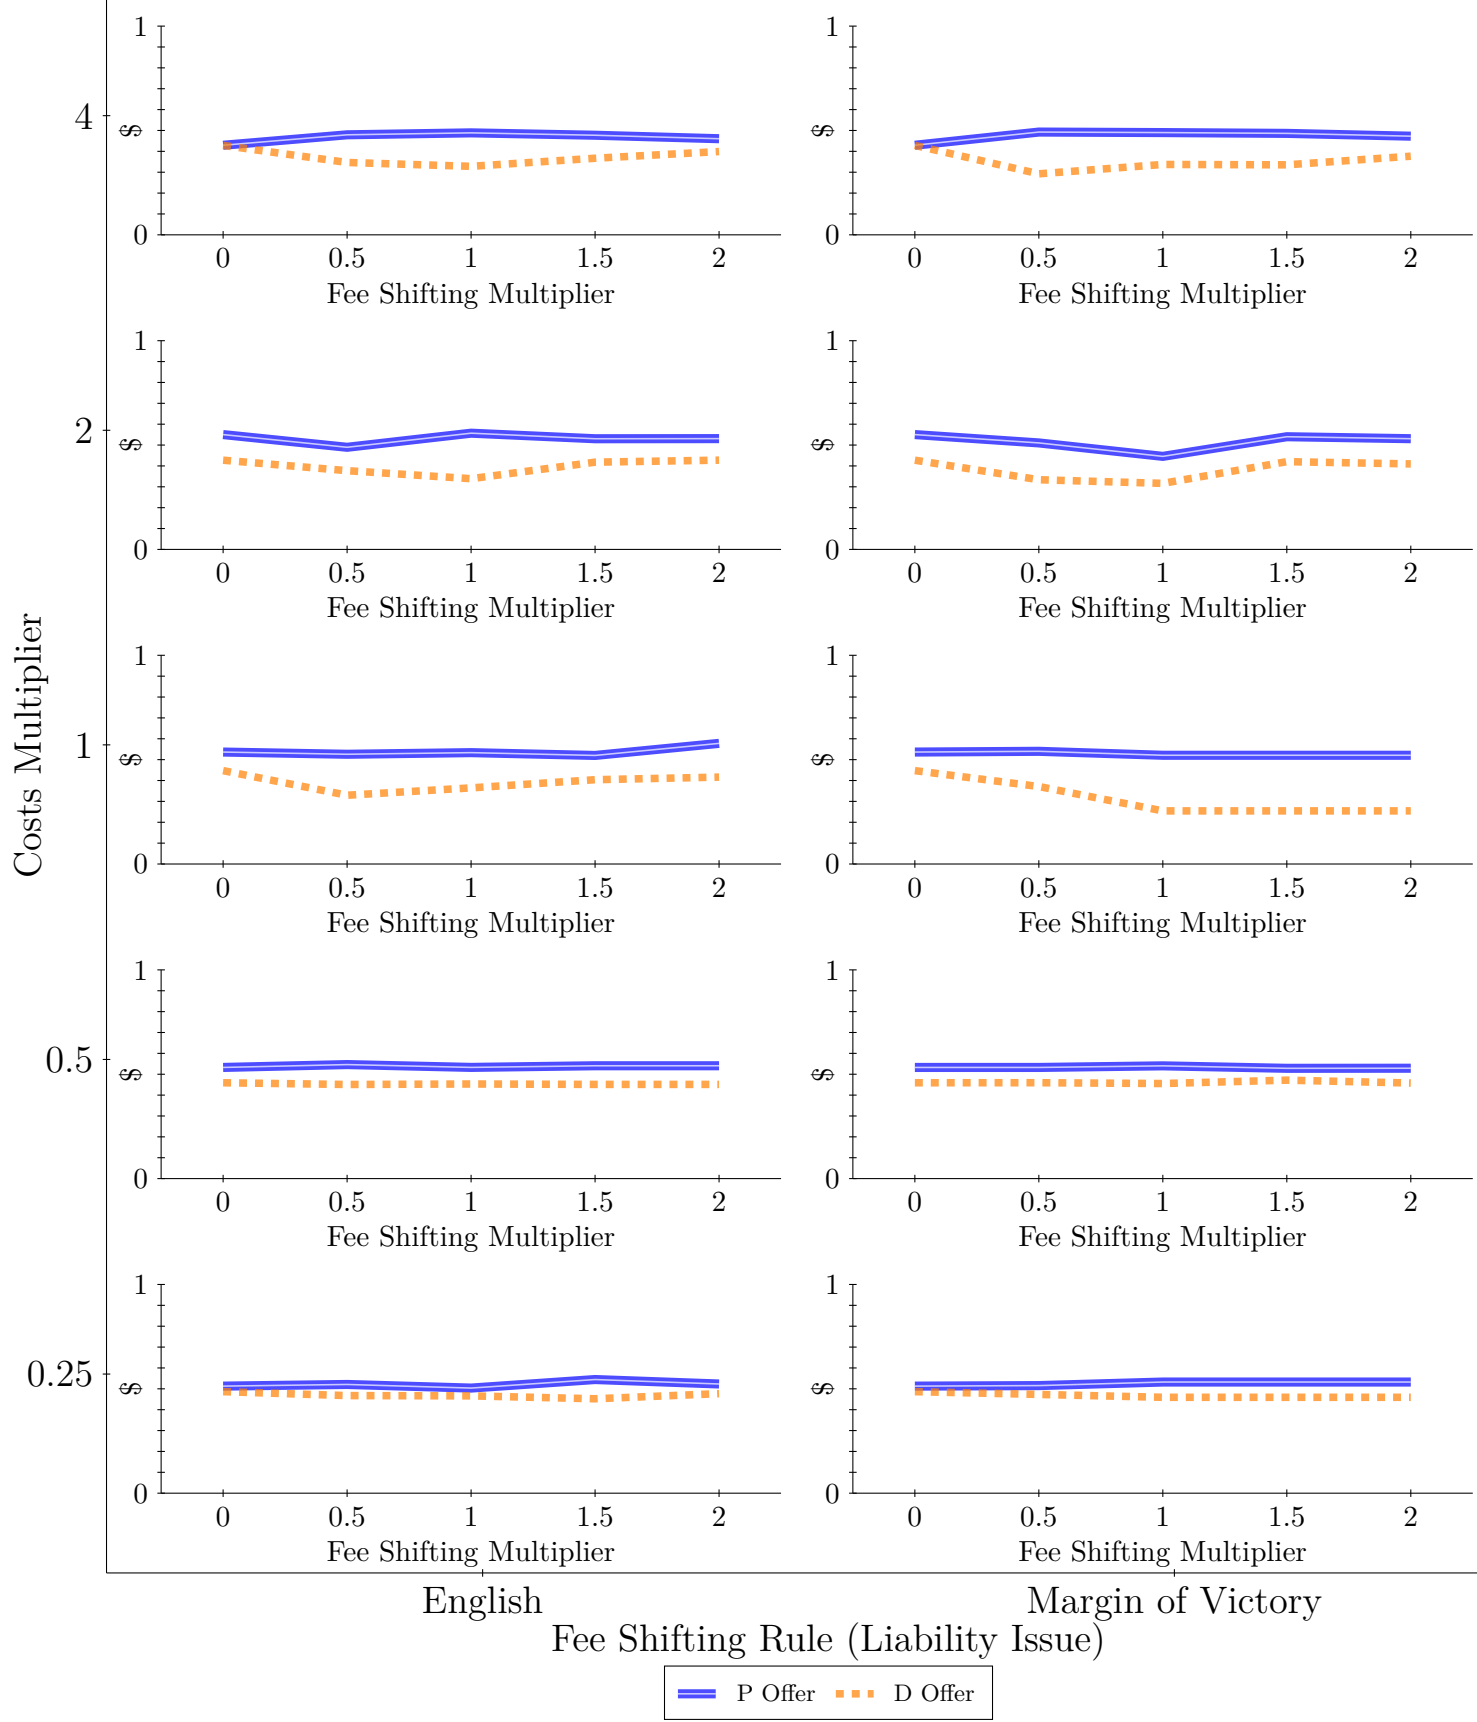 Costs Multiplier
4
1
$
0
0 0.5 1 1.5 2
Fee Shifting Multiplier
1
$
0
0 0.5 1 1.5 2
Fee Shifting Multiplier
2
1
$
0
0 0.5 1 1.5 2
Fee Shifting Multiplier
1
$
0
0 0.5 1 1.5 2
Fee Shifting Multiplier
1
1
$
0
0 0.5 1 1.5 2
Fee Shifting Multiplier
1
$
0
0 0.5 1 1.5 2
Fee Shifting Multiplier
0.5
1
$
0
0 0.5 1 1.5 2
Fee Shifting Multiplier
1
$
0
0 0.5 1 1.5 2
Fee Shifting Multiplier
0.25
1
$
0
0 0.5 1 1.5 2
Fee Shifting Multiplier
1
$
0
0 0.5 1 1.5 2
Fee Shifting Multiplier
English
Margin of Victory
Fee Shifting Rule (Liability Issue)
P Offer D Offer